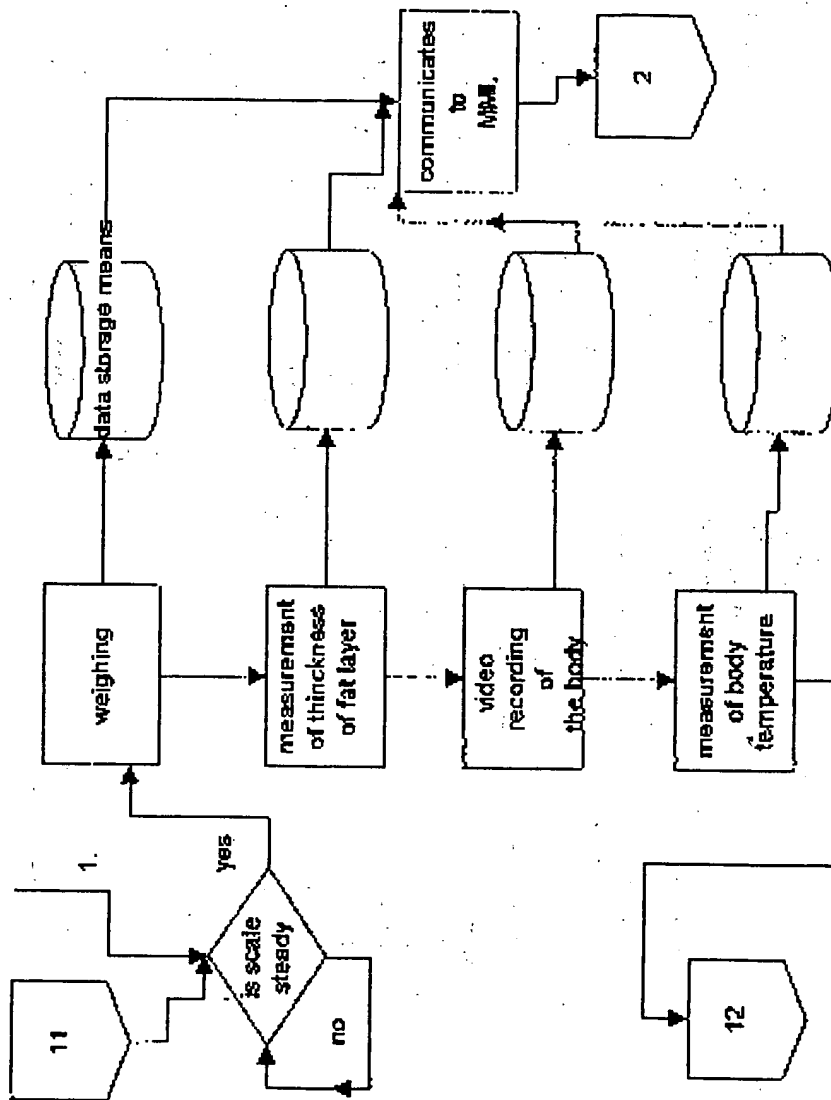 11
1.
is scale
steady
yes
no
weighing
data storage means
measurement
of thinckness
of fat layer
video
recording
of
the body
measurement
of body
temperature
communicates
to
2
12